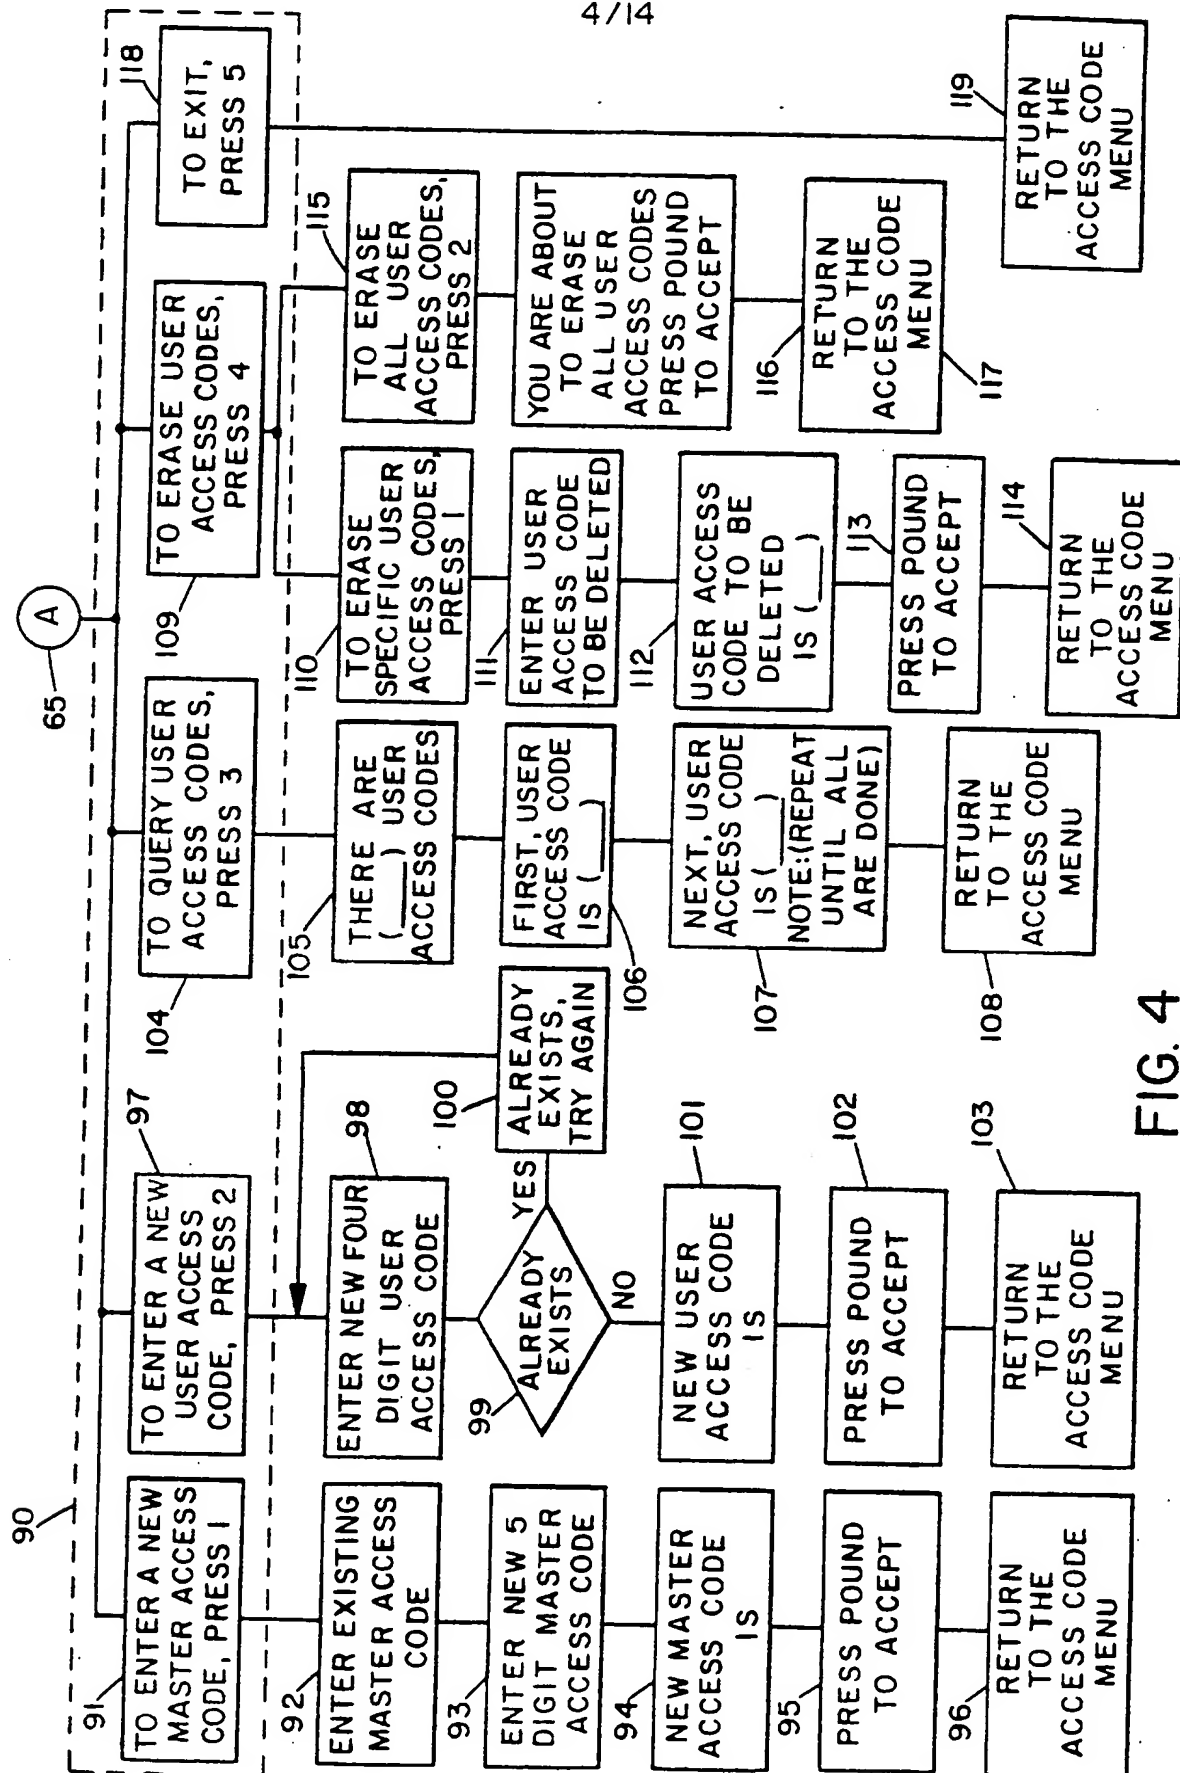 4/14
A
65
90
91
TO ENTER A NEW
MASTER ACCESS
CODE, PRESS 1
92
ENTER EXISTING
MASTER ACCESS
CODE
93
ENTER NEW 5
DIGIT MASTER
ACCESS CODE
94
NEW MASTER
ACCESS CODE
IS
95
PRESS POUND
TO ACCEPT
96
RETURN
TO THE
ACCESS CODE
MENU
97
TO ENTER A NEW
USER ACCESS
CODE, PRESS 2
98
ENTER NEW FOUR
DIGIT USER
ACCESS CODE
99
ALREADY
EXISTS
YES
NO
100
ALREADY
EXISTS,
TRY AGAIN
101
NEW USER
ACCESS CODE
IS
102
PRESS POUND
TO ACCEPT
103
RETURN
TO THE
ACCESS CODE
MENU
104
TO QUERY USER
ACCESS CODES,
PRESS 3
105
THERE ARE
(___) USER
ACCESS CODES
106
FIRST, USER
ACCESS CODE
IS (___)
107
NEXT, USER
ACCESS CODE
IS (___)
NOTE:(REPEAT
UNTIL ALL
ARE DONE)
108
RETURN
TO THE
ACCESS CODE
MENU
109
TO ERASE USER
ACCESS CODES,
PRESS 4
110
TO ERASE
SPECIFIC USER
ACCESS CODES,
PRESS 1
111
ENTER USER
ACCESS CODE
TO BE DELETED
112
USER ACCESS
CODE TO BE
DELETED
IS (___)
113
PRESS POUND
TO ACCEPT
114
RETURN
TO THE
ACCESS CODE
MENU
115
TO ERASE
ALL USER
ACCESS CODES,
PRESS 2
YOU ARE ABOUT
TO ERASE
ALL USER
ACCESS CODES
PRESS POUND
TO ACCEPT
116
RETURN
TO THE
ACCESS CODE
MENU
117
118
TO EXIT,
PRESS 5
119
RETURN
TO THE
ACCESS CODE
MENU
FIG. 4